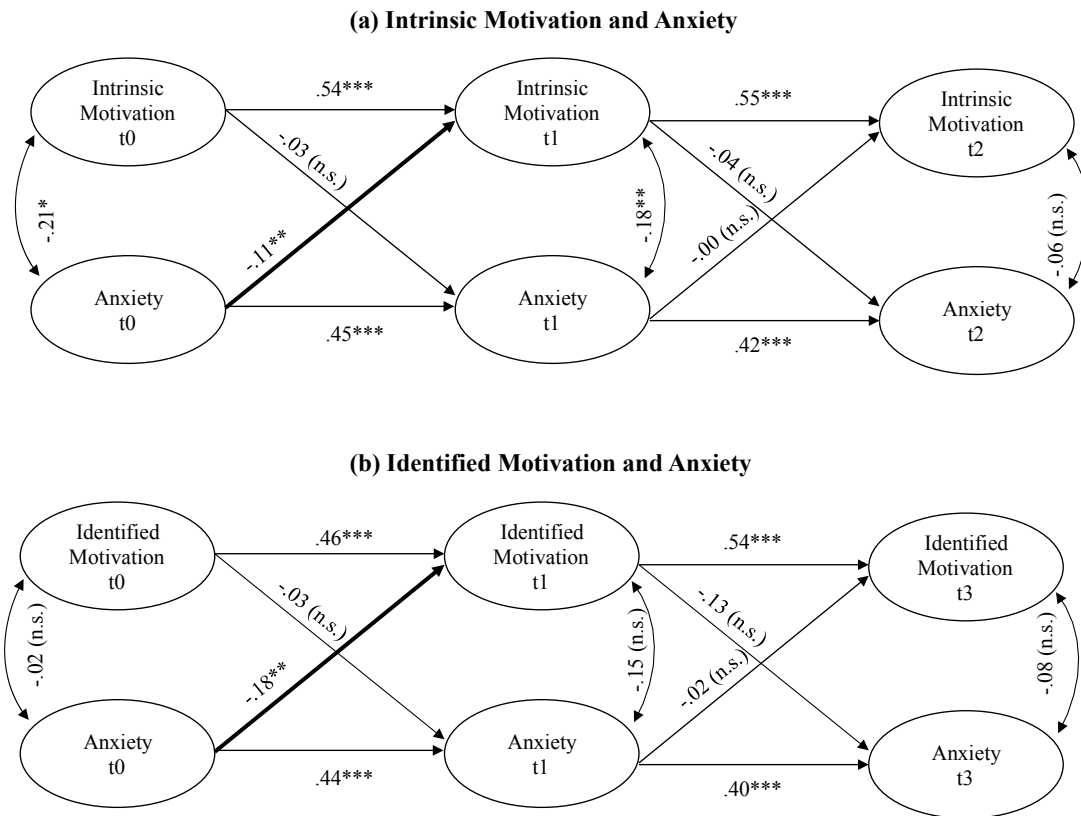 (a) Intrinsic Motivation and Anxiety
Intrinsic
Motivation
t0
.54***
Intrinsic
Motivation
t1
.55***
Intrinsic
Motivation
t2
-.03 (n.s.)
-.04 (n.s.)
-.21*
-.11**
-.18**
-.00 (n.s.)
-.06 (n.s.)
Anxiety
t0
.45***
Anxiety
t1
.42***
Anxiety
t2
(b) Identified Motivation and Anxiety
Identified
Motivation
t0
.46***
Identified
Motivation
t1
.54***
Identified
Motivation
t3
-.03 (n.s.)
-.13 (n.s.)
-.02 (n.s.)
-.18**
-.15 (n.s.)
-.02 (n.s.)
-.08 (n.s.)
Anxiety
t0
.44***
Anxiety
t1
.40***
Anxiety
t3